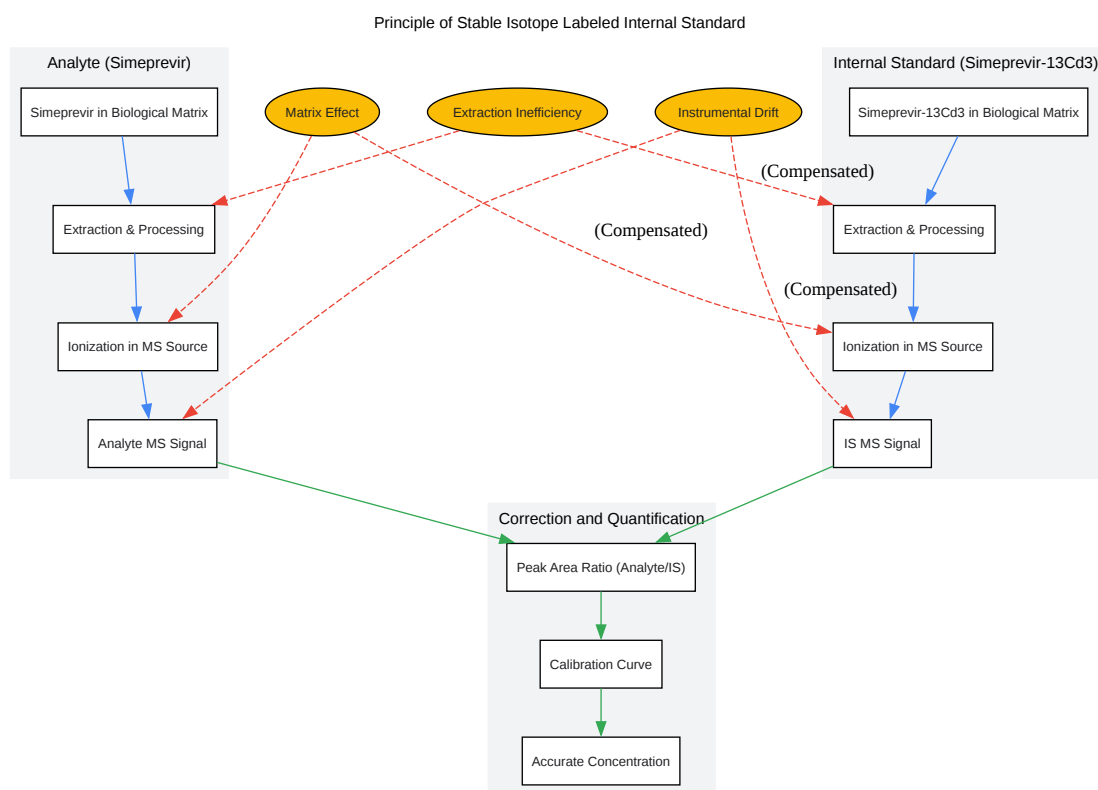 Principle of Stable Isotope Labeled Internal Standard
Analyte (Simeprevir)
Internal Standard (Simeprevir-13Cd3)
Simeprevir in Biological Matrix
Matrix Effect
Extraction Inefficiency
Instrumental Drift
Simeprevir-13Cd3 in Biological Matrix
(Compensated)
Extraction & Processing
(Compensated)
Extraction & Processing
(Compensated)
Ionization in MS Source
Ionization in MS Source
Analyte MS Signal
IS MS Signal
Correction and Quantification
Peak Area Ratio (Analyte/IS)
Calibration Curve
Accurate Concentration